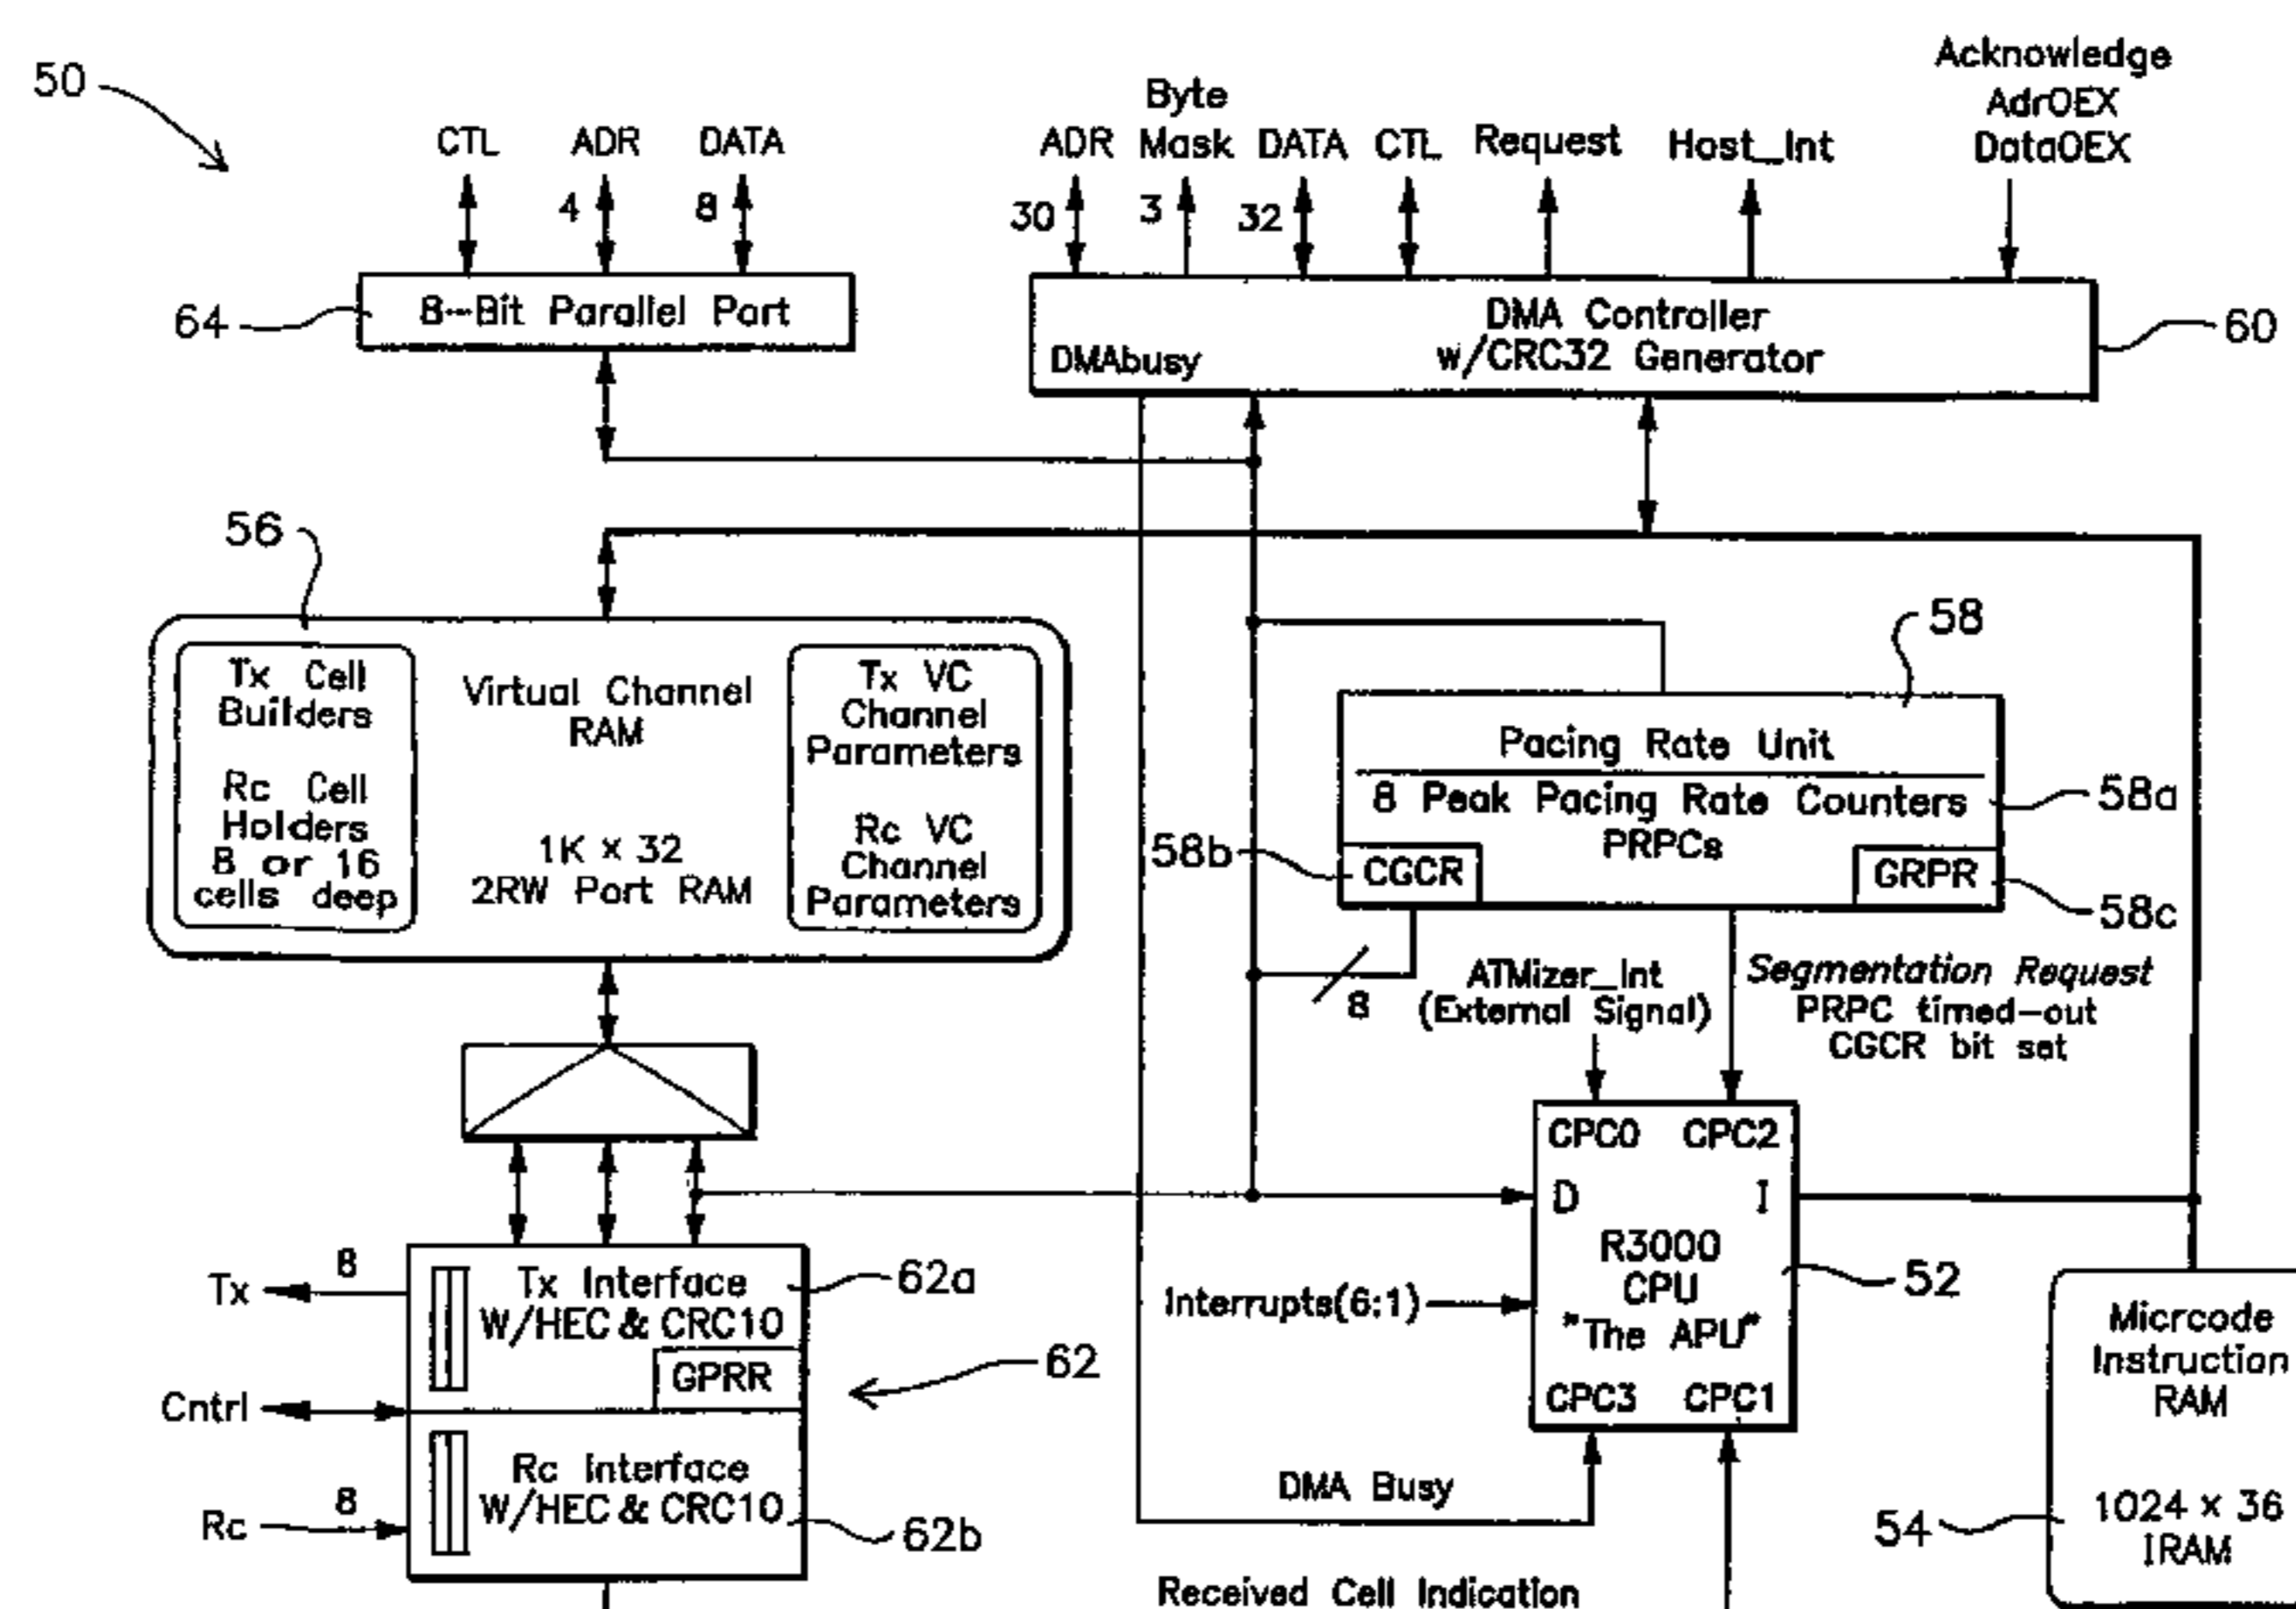 50
CTL ADR DATA
4 8
8-Bit Parallel Part
64
Byte
ADR Mask DATA CTL Request Host_Int
Acknowledge
AdrOEX
DataOEX
30 3 32
DMA Controller
w/CRC32 Generator
DMAbusy
60
56
Tx Cell
Builders
Rc Cell
Holders
8 or 16
cells deep
Virtual Channel
RAM
1K x 32
2RW Port RAM
Tx VC
Channel
Parameters
Rc VC
Channel
Parameters
58
Pacing Rate Unit
8 Peak Pacing Rate Counters
PRPCs
58a
58b
CGCR
GRPR
58c
8
ATMizer_Int
(External Signal)
Segmentation Request
PRPC timed-out
CGCR bit set
CPC0 CPC2
D I
R3000
CPU
"The APU"
CPC3 CPC1
52
Interrupts(6:1)
Tx
8
Tx Interface
W/HEC & CRC10
GPRR
62a
62
Cntrl
Rc
8
Rc Interface
W/HEC & CRC10
62b
DMA Busy
Received Cell Indication
Micrcode
Instruction
RAM
1024 x 36
IRAM
54